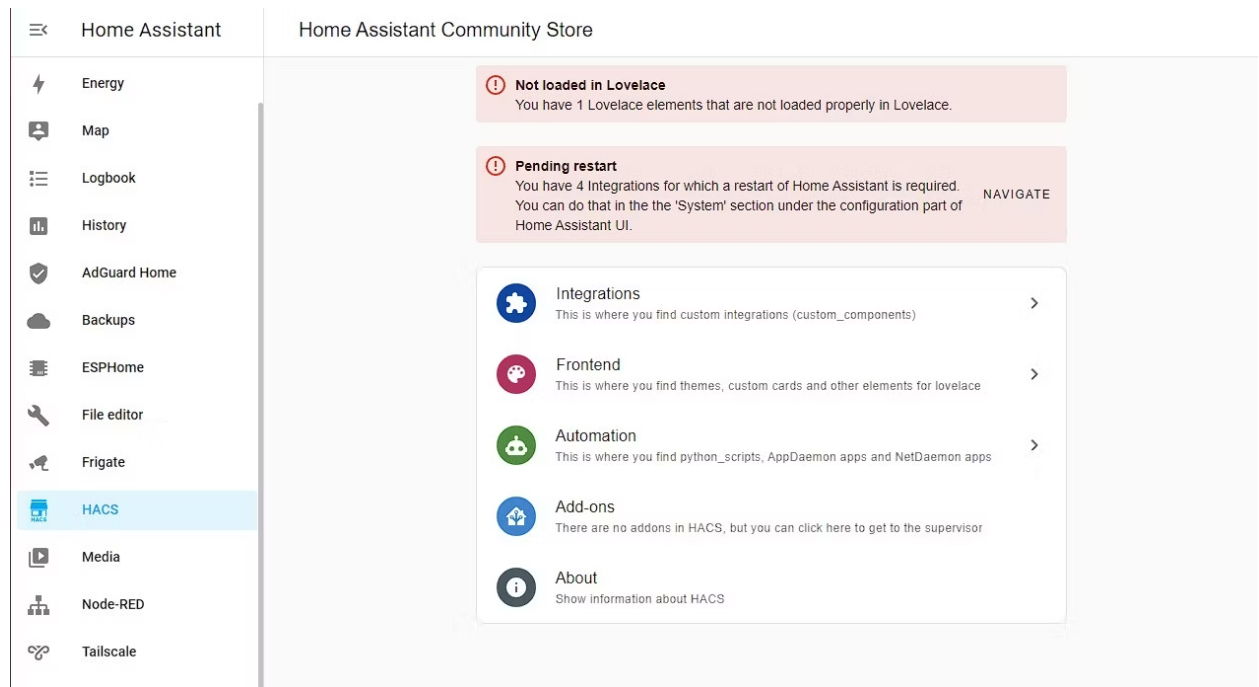 Home Assistant
Energy
Map
Logbook
History
AdGuard Home
Backups
ESPHome
File editor
Frigate
HACS
HACS
Media
Node-RED
Tailscale
Home Assistant Community Store
Not loaded in Lovelace
You have 1 Lovelace elements that are not loaded properly in Lovelace.
Pending restart
You have 4 Integrations for which a restart of Home Assistant is required.
You can do that in the the 'System' section under the configuration part of
Home Assistant UI.
NAVIGATE
Integrations
This is where you find custom integrations (custom_components)
Frontend
This is where you find themes, custom cards and other elements for lovelace
Automation
This is where you find python_scripts, AppDaemon apps and NetDaemon apps
Add-ons
There are no addons in HACS, but you can click here to get to the supervisor
About
Show information about HACS